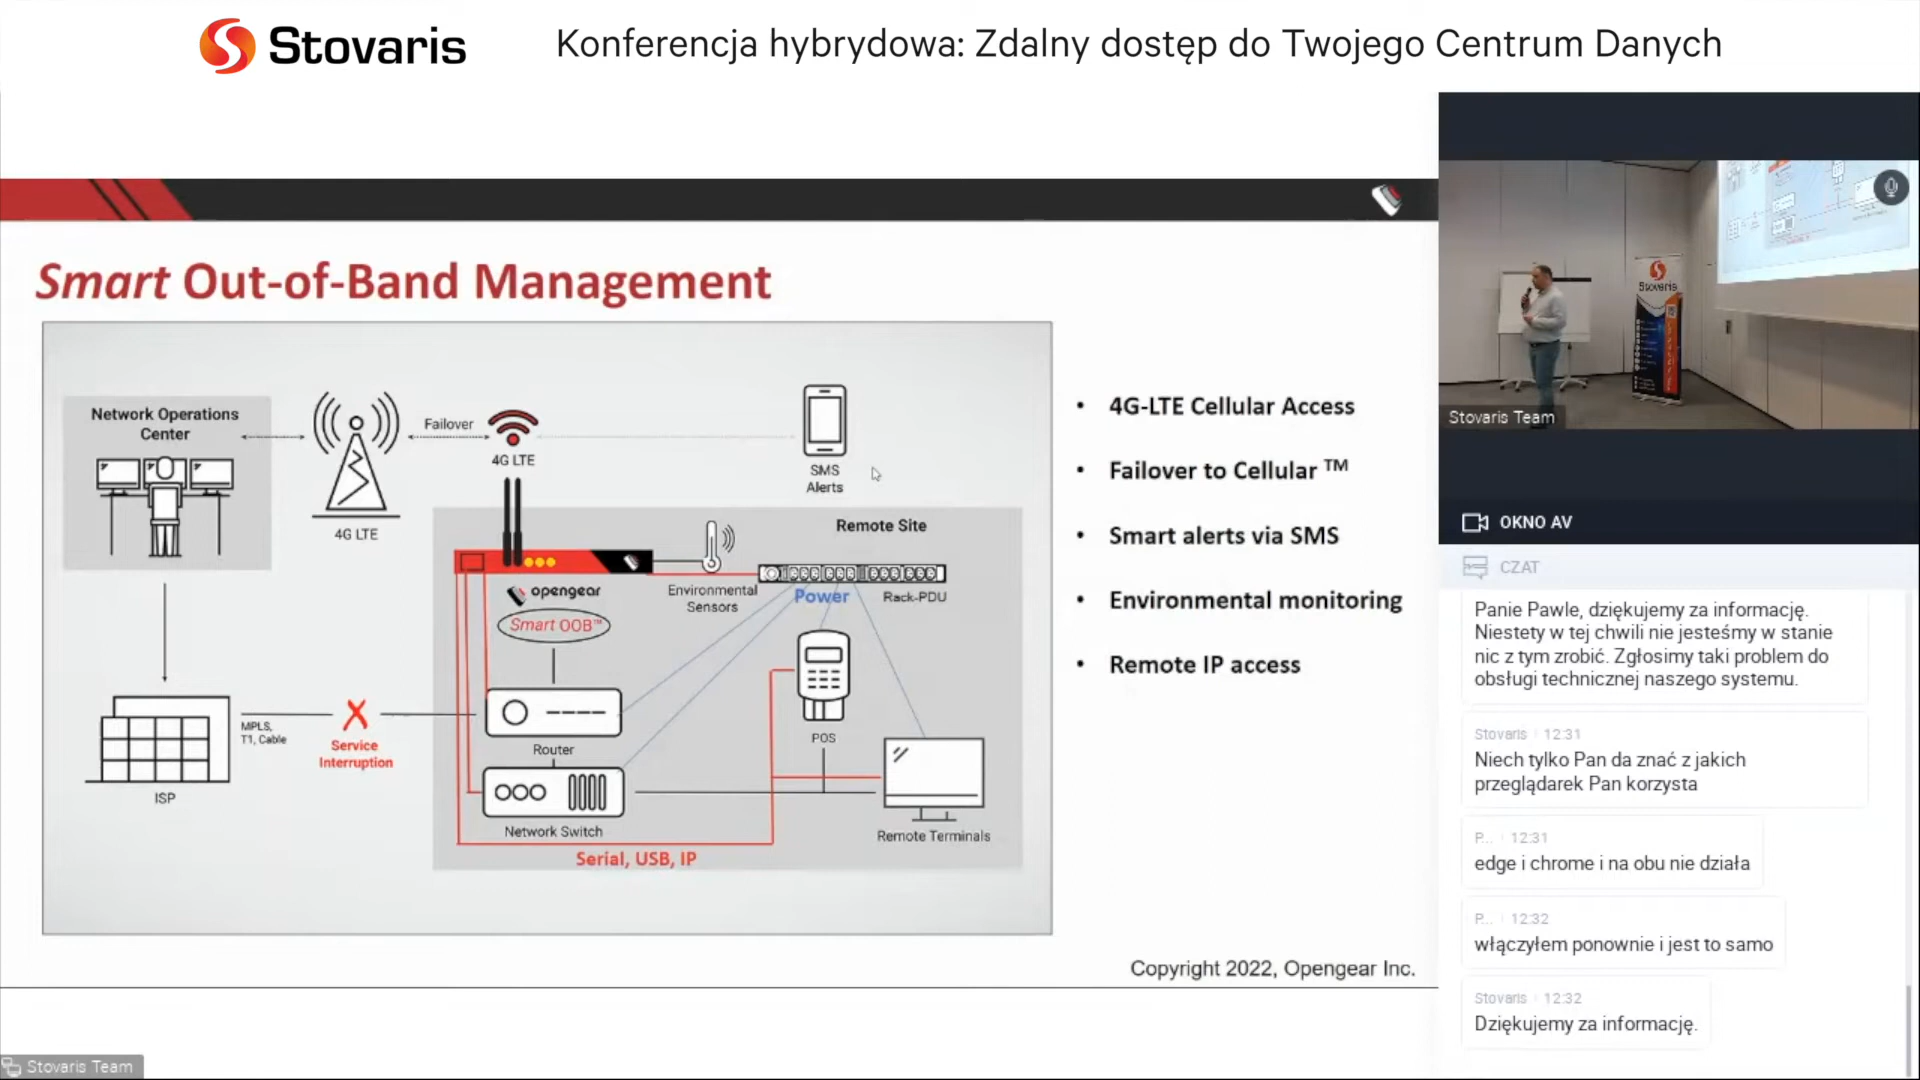 Stovaris
Konferencja hybrydowa: Zdalny dostęp do Twojego Centrum Danych
Smart Out-of-Band Management
Network Operations
Center
4G LTE
Failover
4G LTE
SMS
Alerts
Remote Site
opengear
Smart OOB™
Environmental
Sensors
Power
Rack-PDU
POS
Router
Network Switch
Remote Terminals
Serial, USB, IP
MPLS,
T1, Cable
X
Service
Interruption
ISP
• 4G-LTE Cellular Access
• Failover to Cellular ™
• Smart alerts via SMS
• Environmental monitoring
• Remote IP access
Copyright 2022, Opengear Inc.
Stovaris Team
Stovaris
Stovaris Team
OKNO AV
CZAT
Panie Pawle, dziękujemy za informację.
Niestety w tej chwili nie jesteśmy w stanie
nic z tym zrobić. Zgłosimy taki problem do
obsługi technicznej naszego systemu.
Stovaris 12:31
Niech tylko Pan da znać z jakich
przeglądarek Pan korzysta
P... 12:31
edge i chrome i na obu nie działa
P... 12:32
włączyłem ponownie i jest to samo
Stovaris 12:32
Dziękujemy za informację.